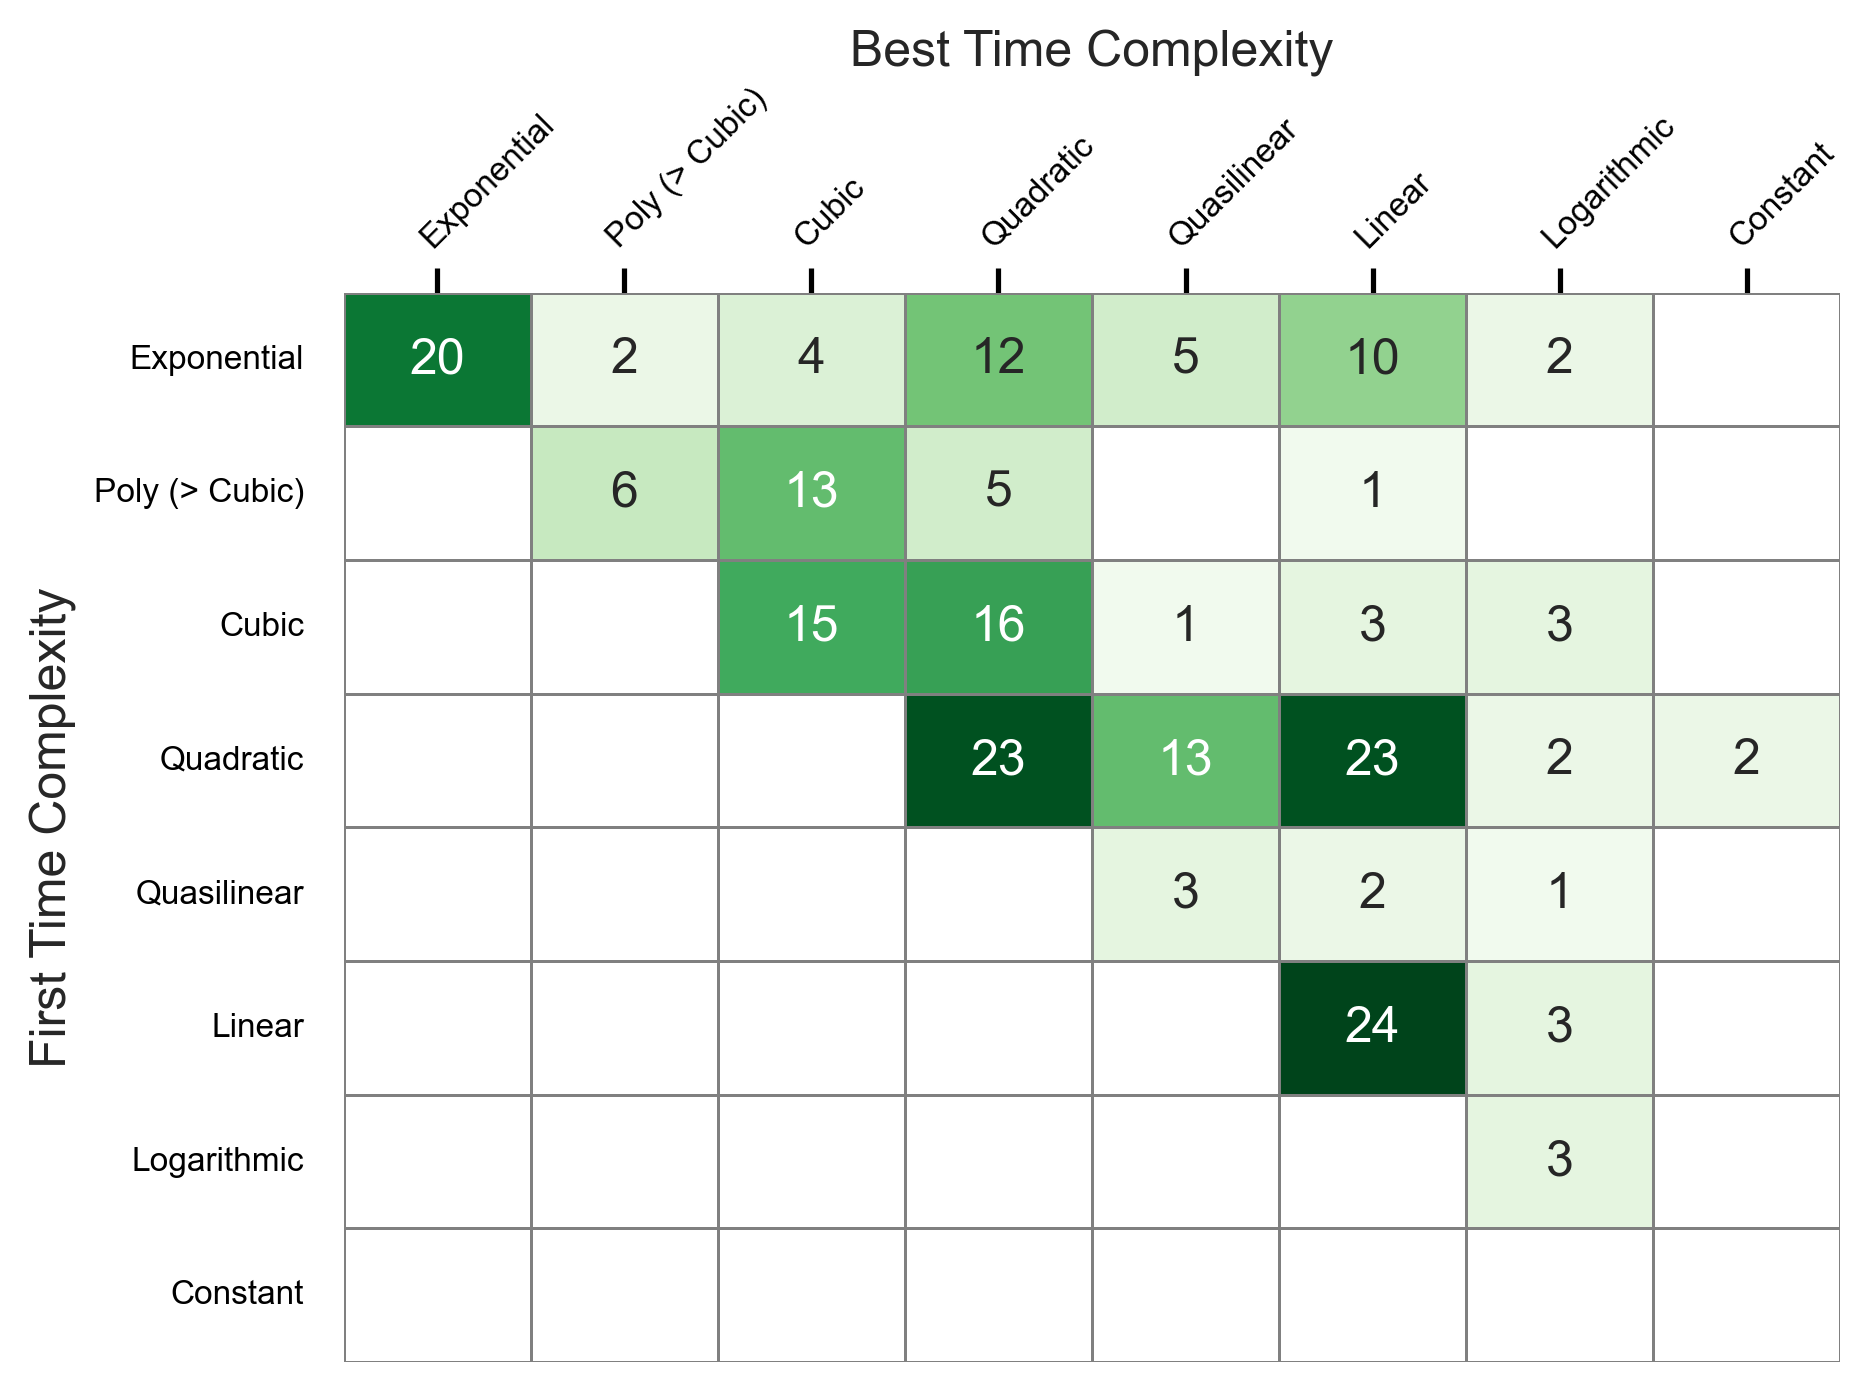 Best Time Complexity
Exponential
Poly (> Cubic)
Cubic
Quadratic
Quasilinear
Linear
Logarithmic
Constant
First Time Complexity
Exponential 20 2 4 12 5 10 2
Poly (> Cubic) 6 13 5 1
Cubic 15 16 1 3 3
Quadratic 23 13 23 2 2
Quasilinear 3 2 1
Linear 24 3
Logarithmic 3
Constant